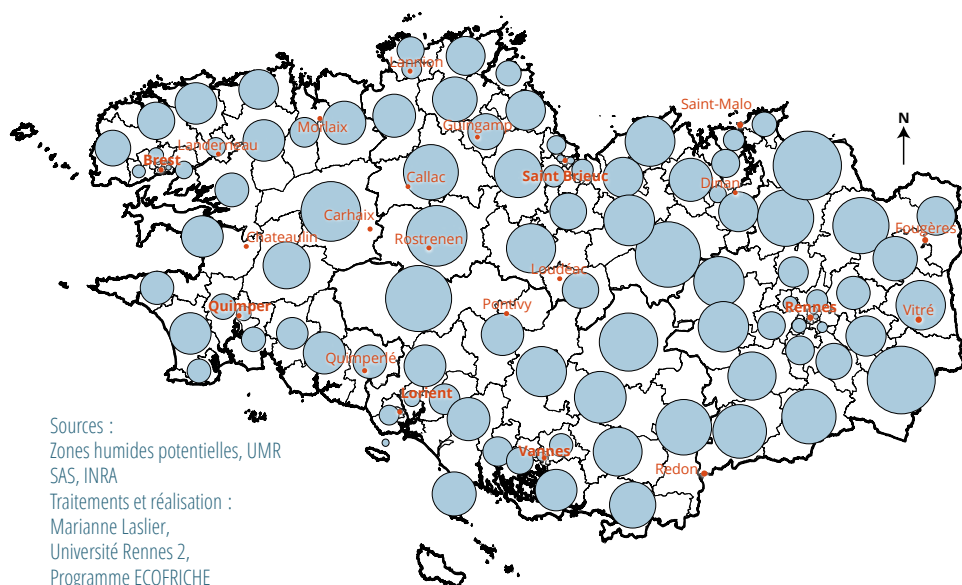 Lannion
Saint-Malo
N
Morlaix
Guingamp
Landerneau
Brest
Saint Brieuc
Callac
Dinan
Carhaix
Fougères
Chateaulin
Rostrenen
Loudéac
Quimper
Pontivy
Rennes
Vitré
Quimperlé
Lorient
Vannes
Redon
Sources :
Zones humides potentielles, UMR
SAS, INRA
Traitements et réalisation :
Marianne Laslier,
Université Rennes 2,
Programme ECOFRICHE